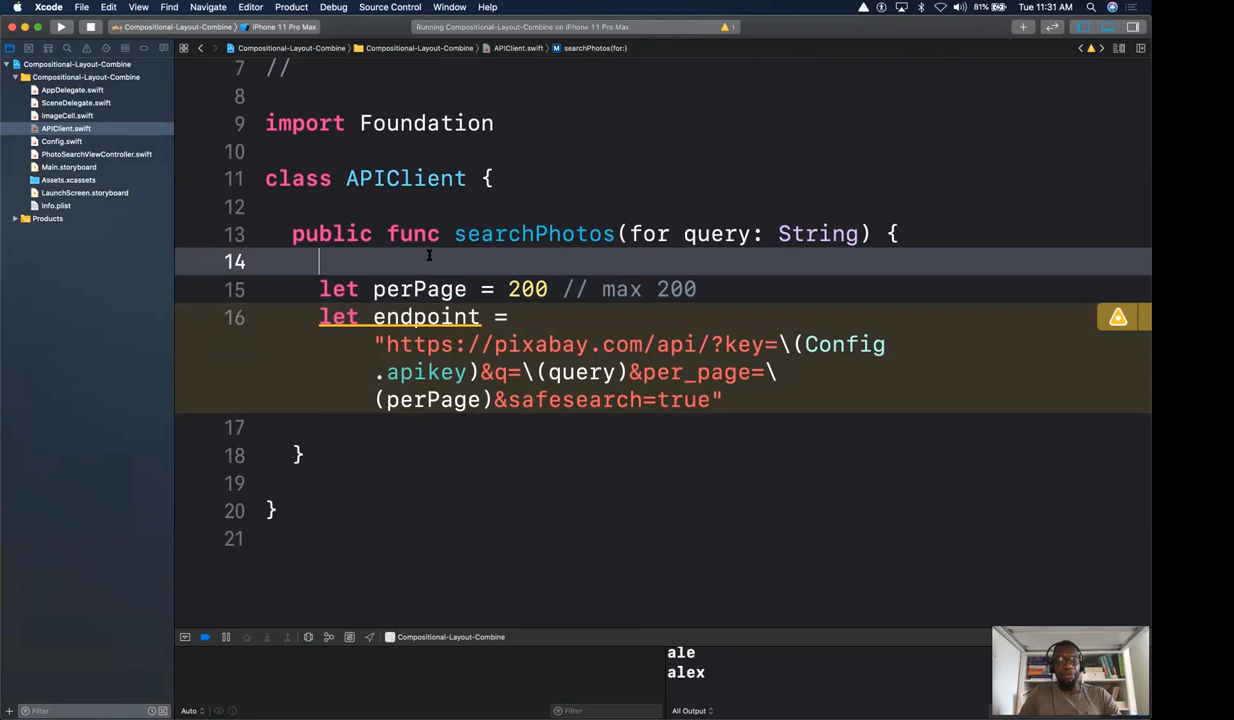 Xcode File Edit View Find Navigate Editor Product Debug Source Control Window Help
81% Tue 11:31 AM
Compositional-Layout-Combine iPhone 11 Pro Max
Running Compositional-Layout-Combine on iPhone 11 Pro Max
1
Compositional-Layout-Combine Compositional-Layout-Combine APIClient.swift M searchPhotos(for:)
Compositional-Layout-Combine
Compositional-Layout-Combine
AppDelegate.swift
SceneDelegate.swift
ImageCell.swift
APIClient.swift
Config.swift
PhotoSearchViewController.swift
Main.storyboard
Assets.xcassets
LaunchScreen.storyboard
Info.plist
Products
7 //
8
9 import Foundation
10
11 class APIClient {
12
13 public func searchPhotos(for query: String) {
14
15 let perPage = 200 // max 200
16 let endpoint =
"https://pixabay.com/api/?key=\(Config
.apikey)&q=\(query)&per_page=\
(perPage)&safesearch=true"
17
18 }
19
20 }
21
Compositional-Layout-Combine
ale
alex
Filter
Auto
Filter
All Output